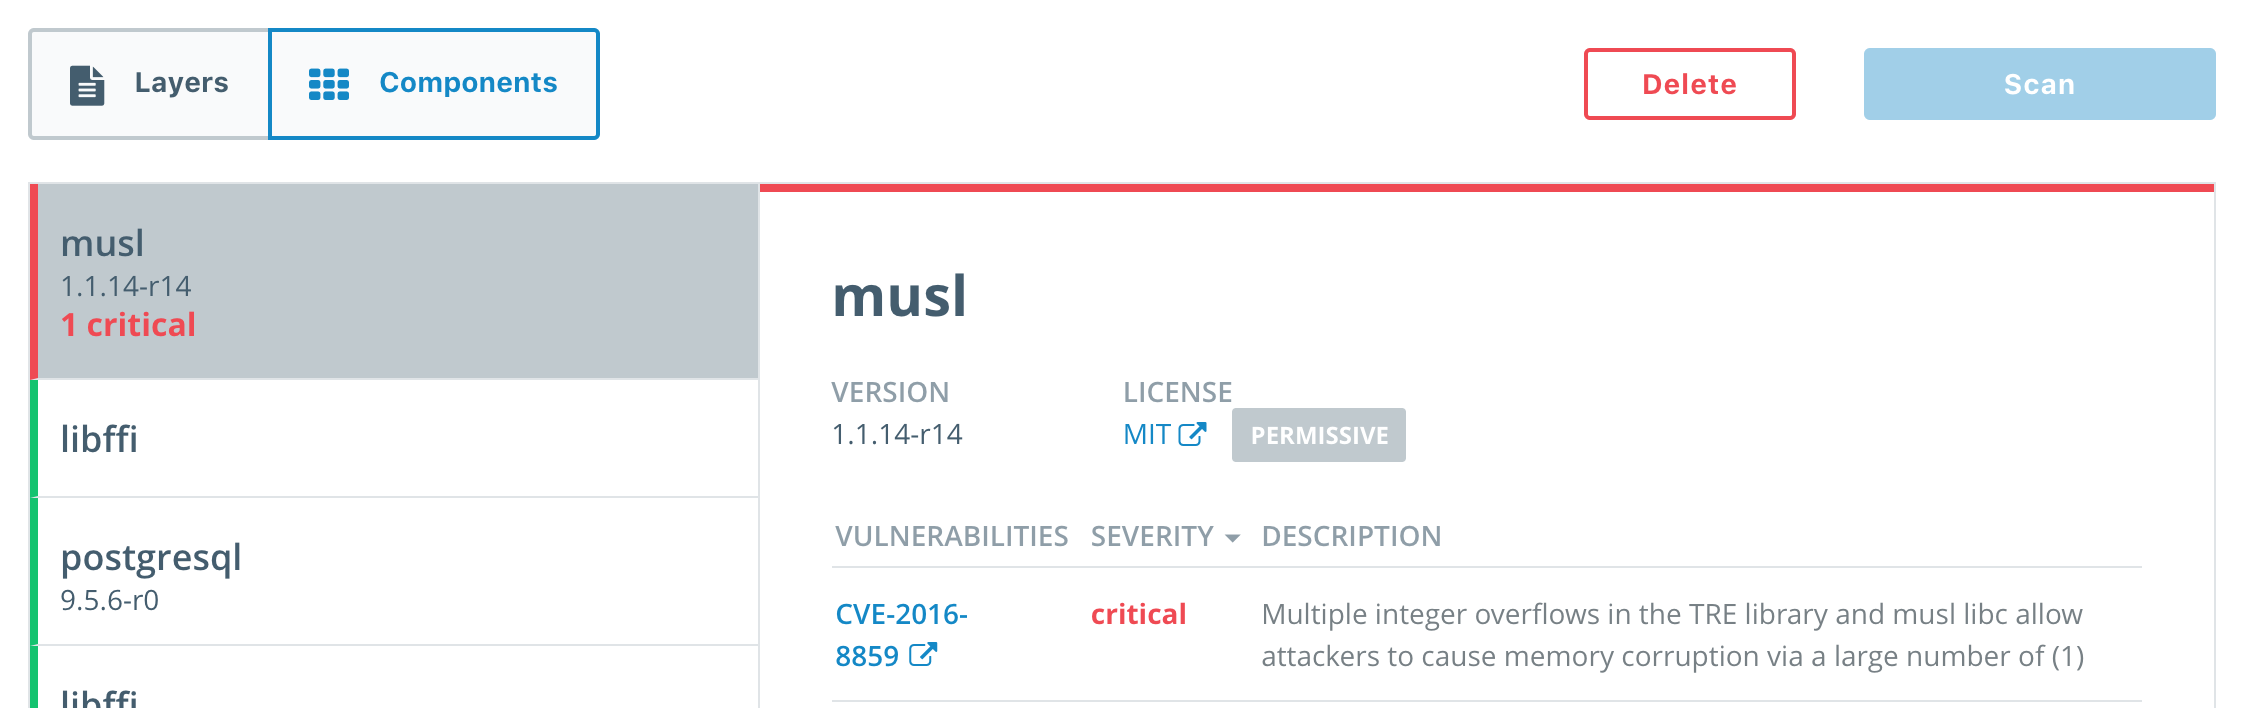 Layers
Components
Delete
Scan
musl
1.1.14-r14
1 critical
libffi
postgresql
9.5.6-r0
libffi
musl
VERSION
LICENSE
1.1.14-r14
MIT
PERMISSIVE
VULNERABILITIES SEVERITY DESCRIPTION
CVE-2016-
8859
critical
Multiple integer overflows in the TRE library and musl libc allow
attackers to cause memory corruption via a large number of (1)